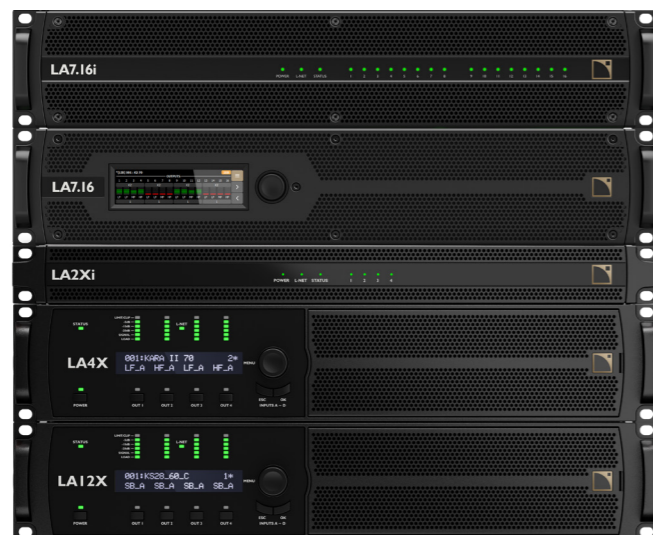 LA7.16i
POWER L-NET STATUS 1 2 3 4 5 6 7 8 9 10 11 12 13 14 15 16
LA7.16
LA2Xi
POWER L-NET STATUS 1 2 3 4
STATUS
L-NET
LA4X
001:KARA II 70 2*
LF_A HF_A LF_A HF_A
MENU
POWER OUT 1 OUT 2 OUT 3 OUT 4
ESC OK
INPUTS A – D
STATUS
L-NET
LA12X
001:KS28_60_C 1*
SB_A SB_A SB_A SB_A
MENU
POWER OUT 1 OUT 2 OUT 3 OUT 4
ESC OK
INPUTS A – D